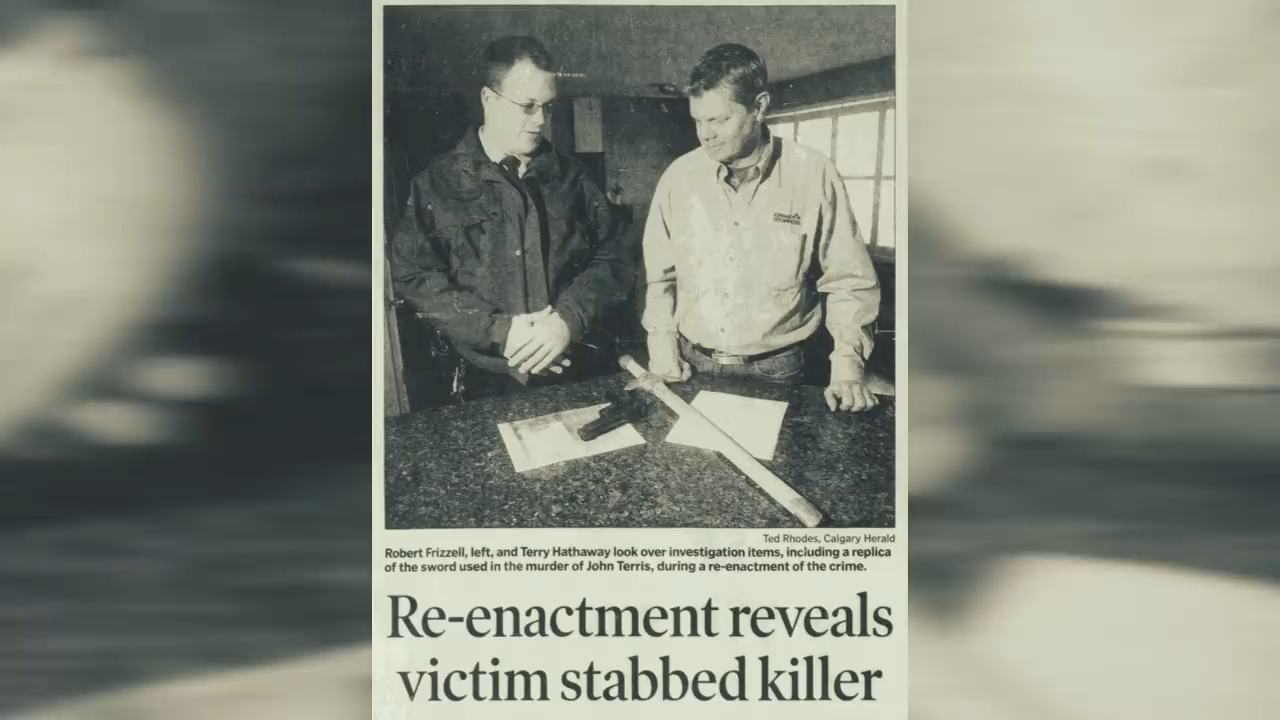 Ted Rhodes, Calgary Herald
Robert Frizzell, left, and Terry Hathaway look over investigation items, including a replica
of the sword used in the murder of John Terris, during a re-enactment of the crime.
Re-enactment reveals
victim stabbed killer